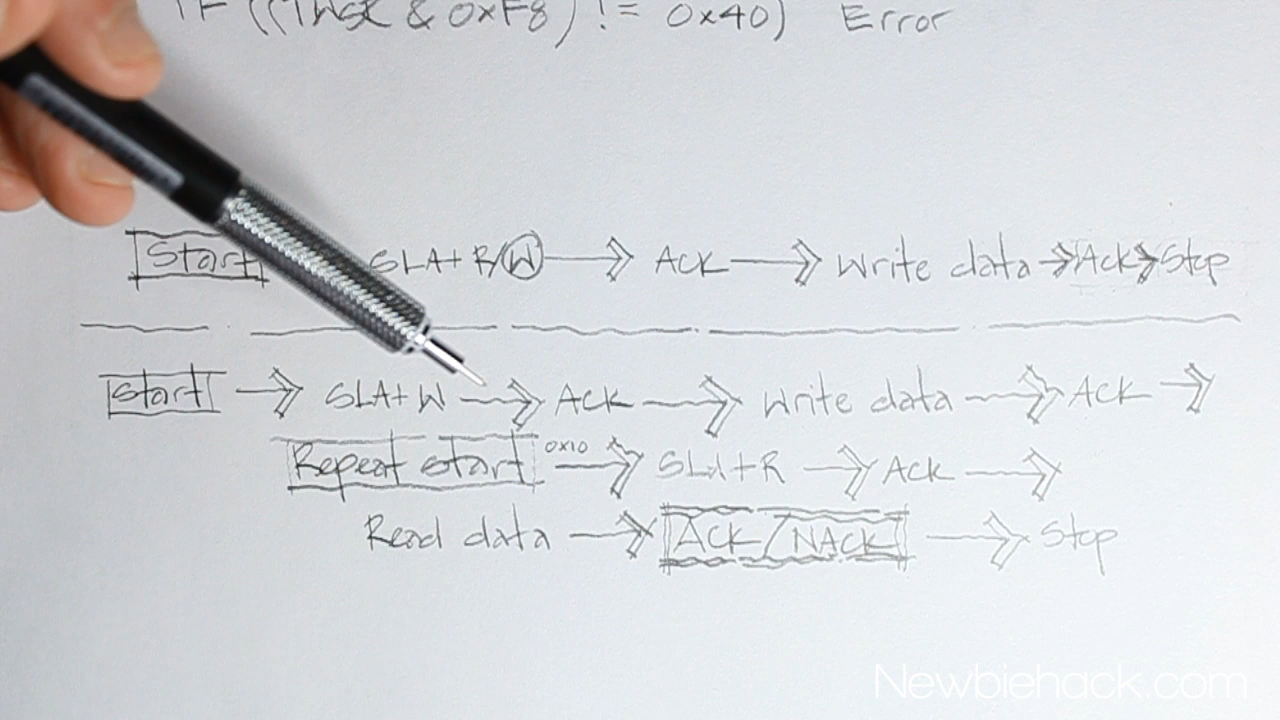 IF ((TWSR & 0xF8) != 0x40) Error
Start SLA+ R/W → ACK → Write data → Ack → Stop
Start → SLA+W → ACK → Write data → ACK →
Repeat start 0x10 → SLA+R → ACK →
Read data → ACK/NACK → Stop
Newbiehack.com